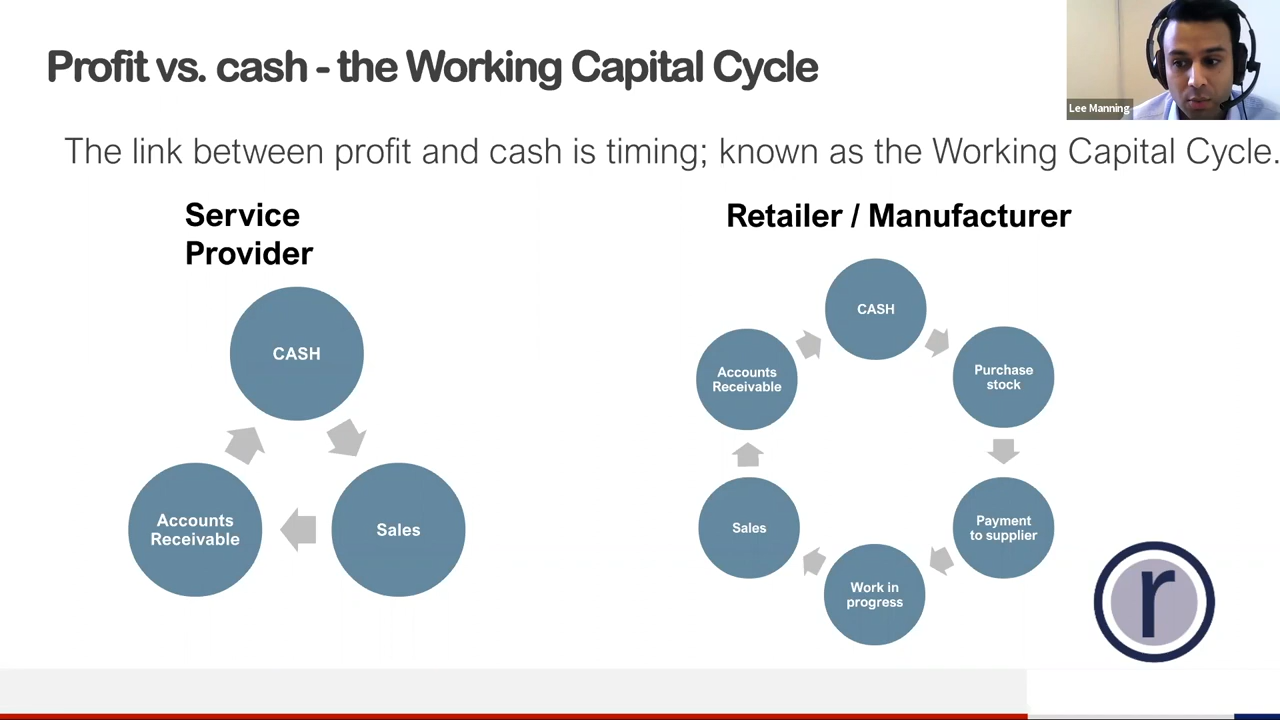 Profit vs. cash - the Working Capital Cycle
Lee Manning
The link between profit and cash is timing; known as the Working Capital Cycle.
Service
Provider
CASH
Sales
Accounts
Receivable
Retailer / Manufacturer
CASH
Purchase
stock
Payment
to supplier
Work in
progress
Sales
Accounts
Receivable
r